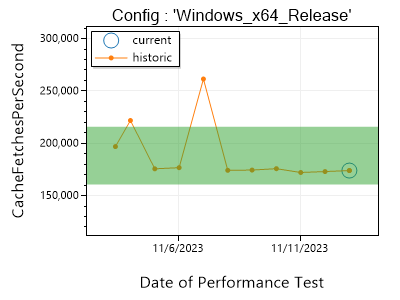 Config : 'Windows_x64_Release'
300,000
250,000
200,000
150,000
current
historic
CacheFetchesPerSecond
11/6/2023
11/11/2023
Date of Performance Test